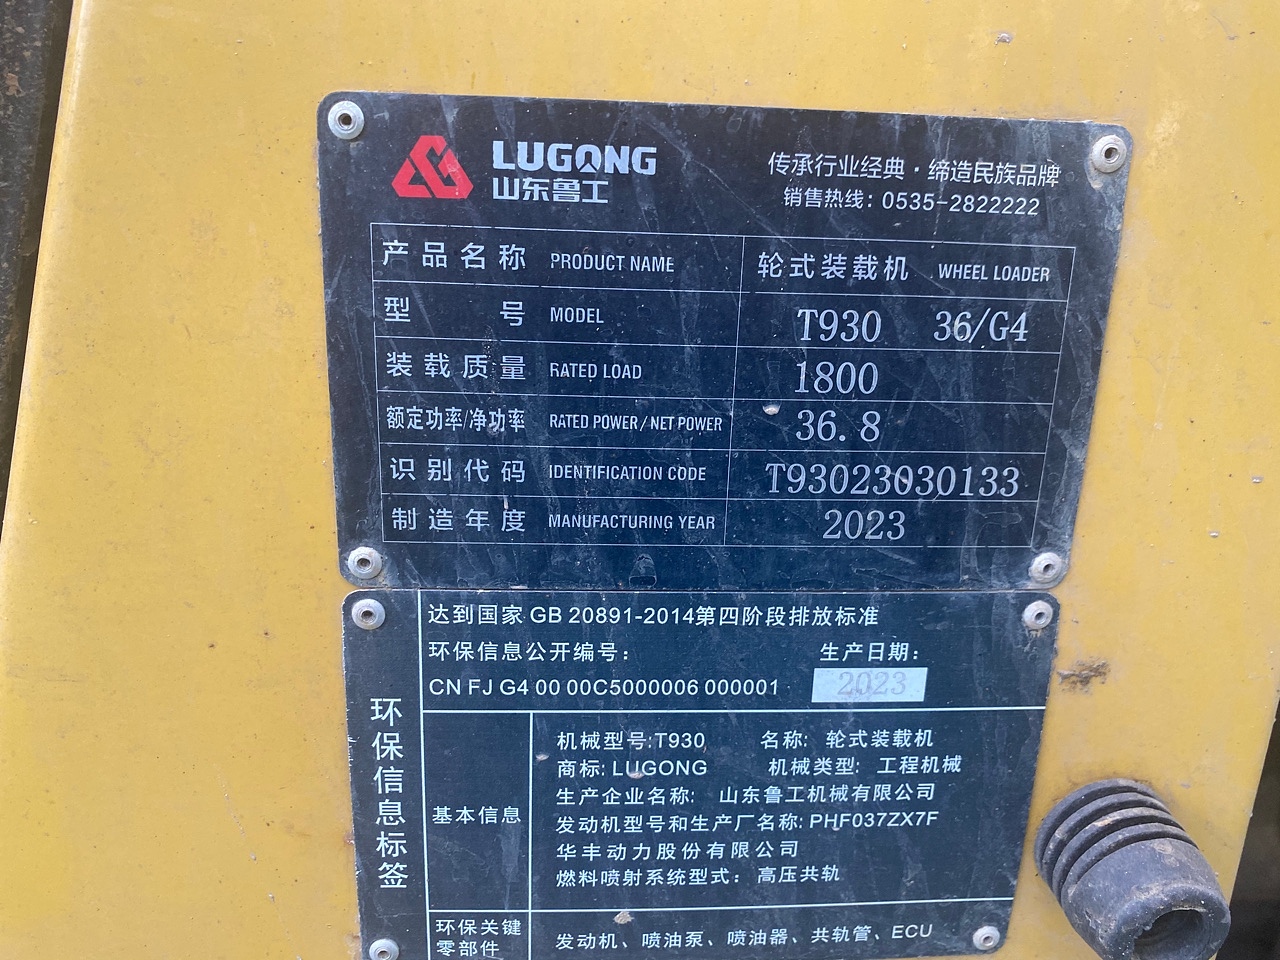 LUGONG
山东鲁工
传承行业经典·缔造民族品牌
销售热线：0535-2822222
产品名称 PRODUCT NAME 轮式装载机 WHEEL LOADER
型号 MODEL T930 36/G4
装载质量 RATED LOAD 1800
额定功率/净功率 RATED POWER/NET POWER 36.8
识别代码 IDENTIFICATION CODE T93023030133
制造年度 MANUFACTURING YEAR 2023
达到国家 GB 20891-2014第四阶段排放标准
环保信息公开编号： 生产日期：
CN FJ G4 00 00C5000006 000001 2023
环保信息标签
基本信息
机械型号:T930 名称: 轮式装载机
商标: LUGONG 机械类型: 工程机械
生产企业名称: 山东鲁工机械有限公司
发动机型号和生产厂名称: PHF037ZX7F
华丰动力股份有限公司
燃料喷射系统型式: 高压共轨
环保关键
零部件
发动机、喷油泵、喷油器、共轨管、ECU